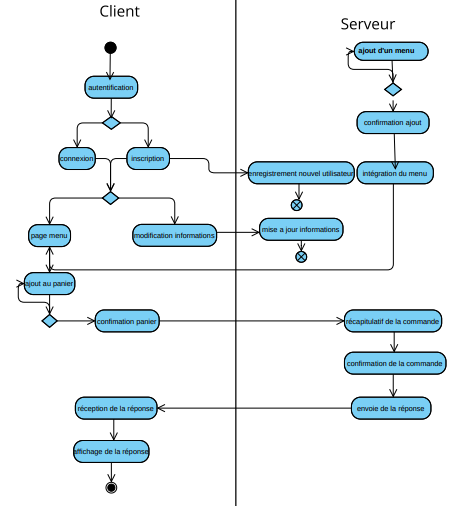 Client
Serveur
ajout d'un menu
autentification
confirmation ajout
connexion
inscription
enregistrement nouvel utilisateur
intégration du menu
page menu
modification informations
mise a jour informations
ajout au panier
confimation panier
récapitulatif de la commande
confirmation de la commande
réception de la réponse
envoie de la réponse
affichage de la réponse